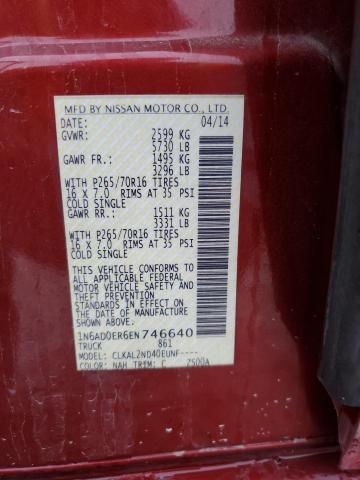 MFD BY NISSAN MOTOR CO., LTD.
DATE: 04/14
GVWR: 2599 KG
5730 LB
GAWR FR.: 1495 KG
3296 LB
WITH P265/70R16 TIRES
16 X 7.0 RIMS AT 35 PSI
COLD SINGLE
GAWR RR.: 1511 KG
3331 LB
WITH P265/70R16 TIRES
16 X 7.0 RIMS AT 35 PSI
COLD SINGLE
THIS VEHICLE CONFORMS TO
ALL APPLICABLE FEDERAL
MOTOR VEHICLE SAFETY AND
THEFT PREVENTION STANDARDS
IN EFFECT ON THE DATE OF
MANUFACTURE SHOWN ABOVE.
1N6AD0ER6EN746640
TRUCK 861
MODEL: CLKAL2ND40EUNF----
COLOR: NAH TRIM: C 2500A